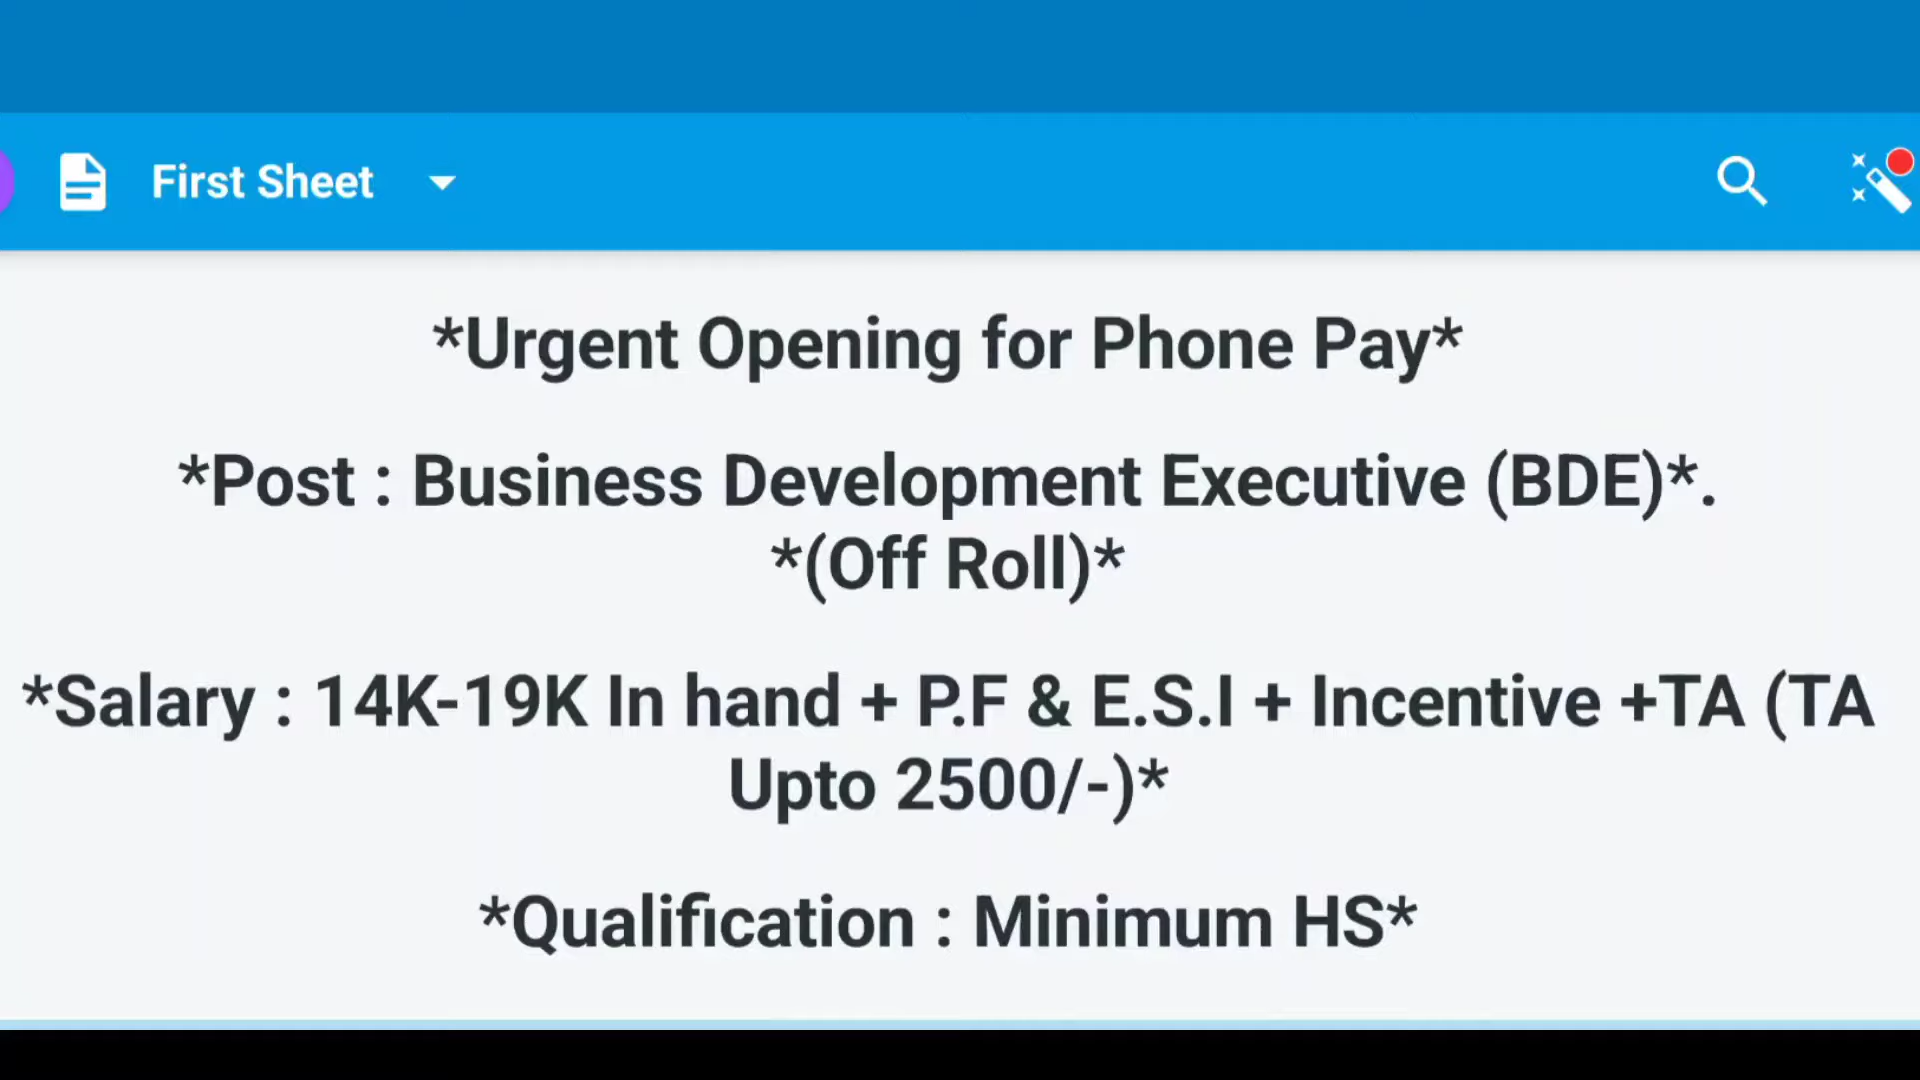 First Sheet
*Urgent Opening for Phone Pay*
*Post : Business Development Executive (BDE)*.
*(Off Roll)*
*Salary : 14K-19K In hand + P.F & E.S.I + Incentive +TA (TA
Upto 2500/-)*
*Qualification : Minimum HS*